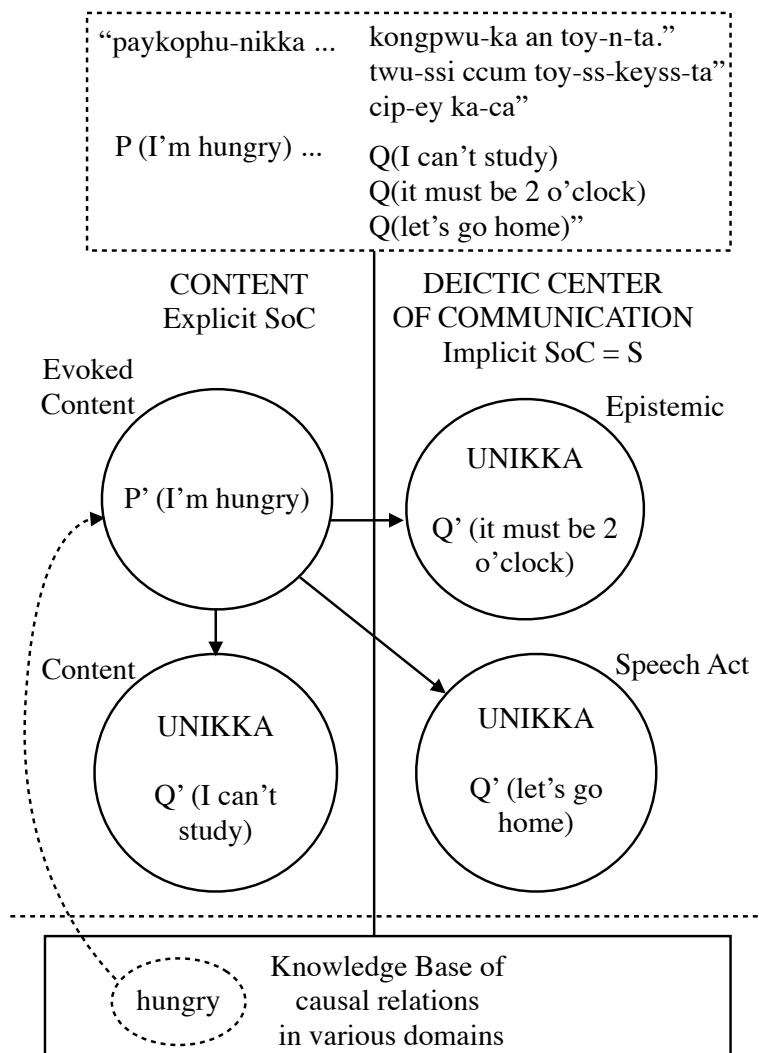 “paykophu-nikka ... kongpwu-ka an toy-n-ta.”
twu-ssi ccum toy-ss-keyss-ta”
cip-ey ka-ca”
P (I’m hungry) ... Q(I can’t study)
Q(it must be 2 o’clock)
Q(let’s go home)”
CONTENT
Explicit SoC
DEICTIC CENTER
OF COMMUNICATION
Implicit SoC = S
Evoked
Content
P’ (I’m hungry)
Epistemic
UNIKKA
Q’ (it must be 2
o’clock)
Content
UNIKKA
Q’ (I can't
study)
Speech Act
UNIKKA
Q’ (let’s go
home)
hungry
Knowledge Base of
causal relations
in various domains